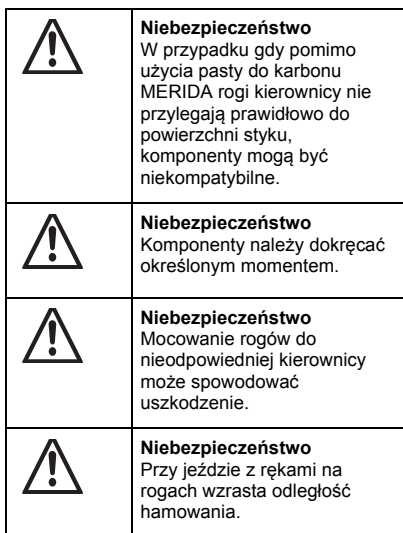 Niebezpieczeństwo
W przypadku gdy pomimo
użycia pasty do karbonu
MERIDA rogi kierownicy nie
przylegają prawidłowo do
powierzchni styku,
komponenty mogą być
niekompatybilne.
Niebezpieczeństwo
Komponenty należy dokręcać
określonym momentem.
Niebezpieczeństwo
Mocowanie rogów do
nieodpowiedniej kierownicy
może spowodować
uszkodzenie.
Niebezpieczeństwo
Przy jeździe z rękami na
rogach wzrasta odległość
hamowania.